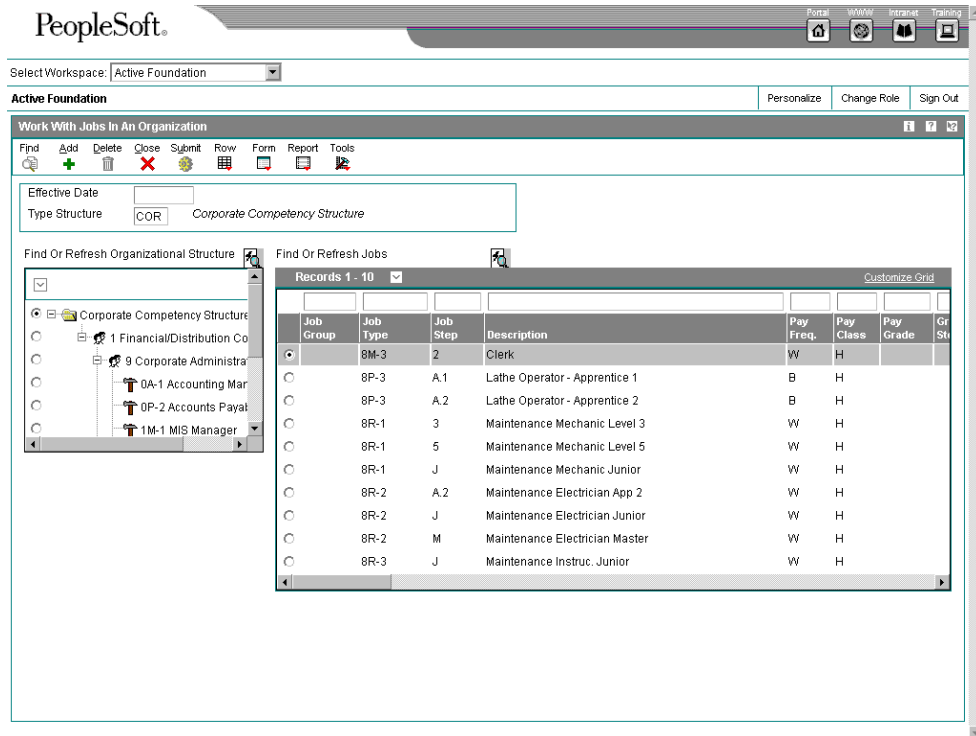 PeopleSoft.
Portal WWW Intranet Training
Select Workspace: Active Foundation
Active Foundation Personalize Change Role Sign Out
Work With Jobs In An Organization
Find Add Delete Close Submit Row Form Report Tools
Effective Date
Type Structure COR Corporate Competency Structure
Find Or Refresh Organizational Structure
Corporate Competency Structure
1 Financial/Distribution Co
9 Corporate Administra
0A-1 Accounting Man
0P-2 Accounts Payab
1M-1 MIS Manager
Find Or Refresh Jobs
Records 1 - 10 Customize Grid
Job Group Job Type Job Step Description Pay Freq. Pay Class Pay Grade Gr Ste
8M-3 2 Clerk W H
8P-3 A.1 Lathe Operator - Apprentice 1 B H
8P-3 A.2 Lathe Operator - Apprentice 2 B H
8R-1 3 Maintenance Mechanic Level 3 W H
8R-1 5 Maintenance Mechanic Level 5 W H
8R-1 J Maintenance Mechanic Junior W H
8R-2 A.2 Maintenance Electrician App 2 W H
8R-2 J Maintenance Electrician Junior W H
8R-2 M Maintenance Electrician Master W H
8R-3 J Maintenance Instruc. Junior W H